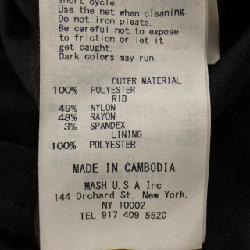 short cycle.
Use the net when cleaning.
Do not iron pleats.
Be careful not to expose
to friction or let it
get caught.
Dark colors may run.
OUTER MATERIAL
100% POLYESTER
RIB
49% NYLON
48% RAYON
3% SPANDEX
LINING
100% POLYESTER
MADE IN CAMBODIA
MASH U.S.A Inc
144 Orchard St. New York.
NY 10002
TEL 917 409 5520